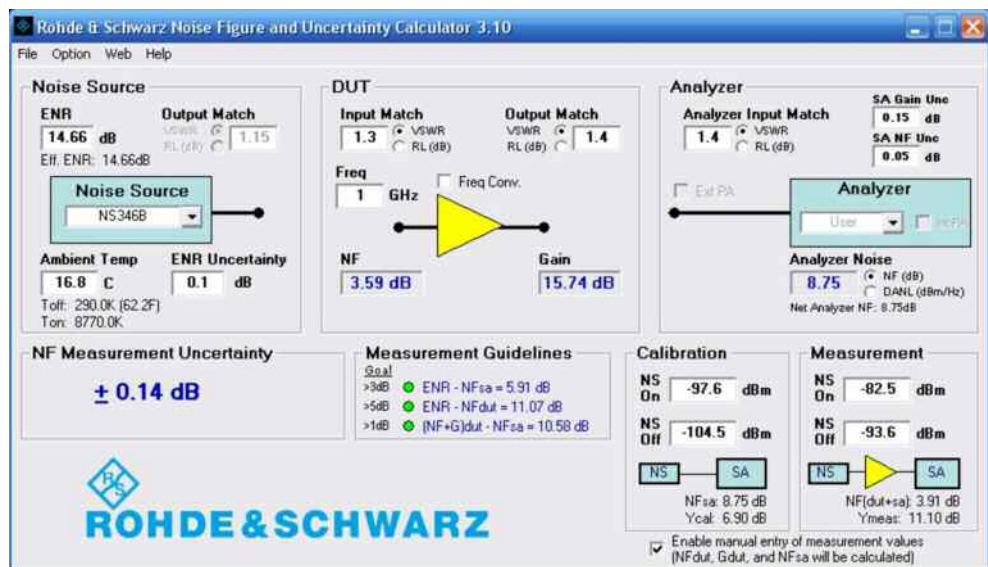 Rohde & Schwarz Noise Figure and Uncertainty Calculator 3.10
File Option Web Help
Noise Source
ENR
14.66 dB
Eff. ENR: 14.66dB
Output Match
VSWR
RL (dB)
1.15
Noise Source
NS346B
Ambient Temp
16.8 C
Toff: 290.0K (62.2F)
Ton: 8770.0K
ENR Uncertainty
0.1 dB
DUT
Input Match
1.3
VSWR
RL (dB)
Output Match
VSWR
RL (dB)
1.4
Freq
1 GHz
Freq Conv.
NF
3.59 dB
Gain
15.74 dB
Analyzer
Analyzer Input Match
1.4
VSWR
RL (dB)
SA Gain Unc
0.15 dB
SA NF Unc
0.05 dB
Ext PA
Analyzer
User
Analyzer Noise
8.75
NF (dB)
DANL (dBm/Hz)
Net Analyzer NF: 8.75dB
NF Measurement Uncertainty
± 0.14 dB
Measurement Guidelines
Goal
>3dB ENR - NFsa = 5.91 dB
>5dB ENR - NFdut = 11.07 dB
>1dB (NF+G)dut - NFsa = 10.58 dB
Calibration
NS On -97.6 dBm
NS Off -104.5 dBm
NS SA
NFsa: 8.75 dB
Ycal: 6.90 dB
Measurement
NS On -82.5 dBm
NS Off -93.6 dBm
NS SA
NF(dut+sa): 3.91 dB
Ymeas: 11.10 dB
Enable manual entry of measurement values
(NFdut, Gdut, and NFsa will be calculated)
R S
ROHDE & SCHWARZ